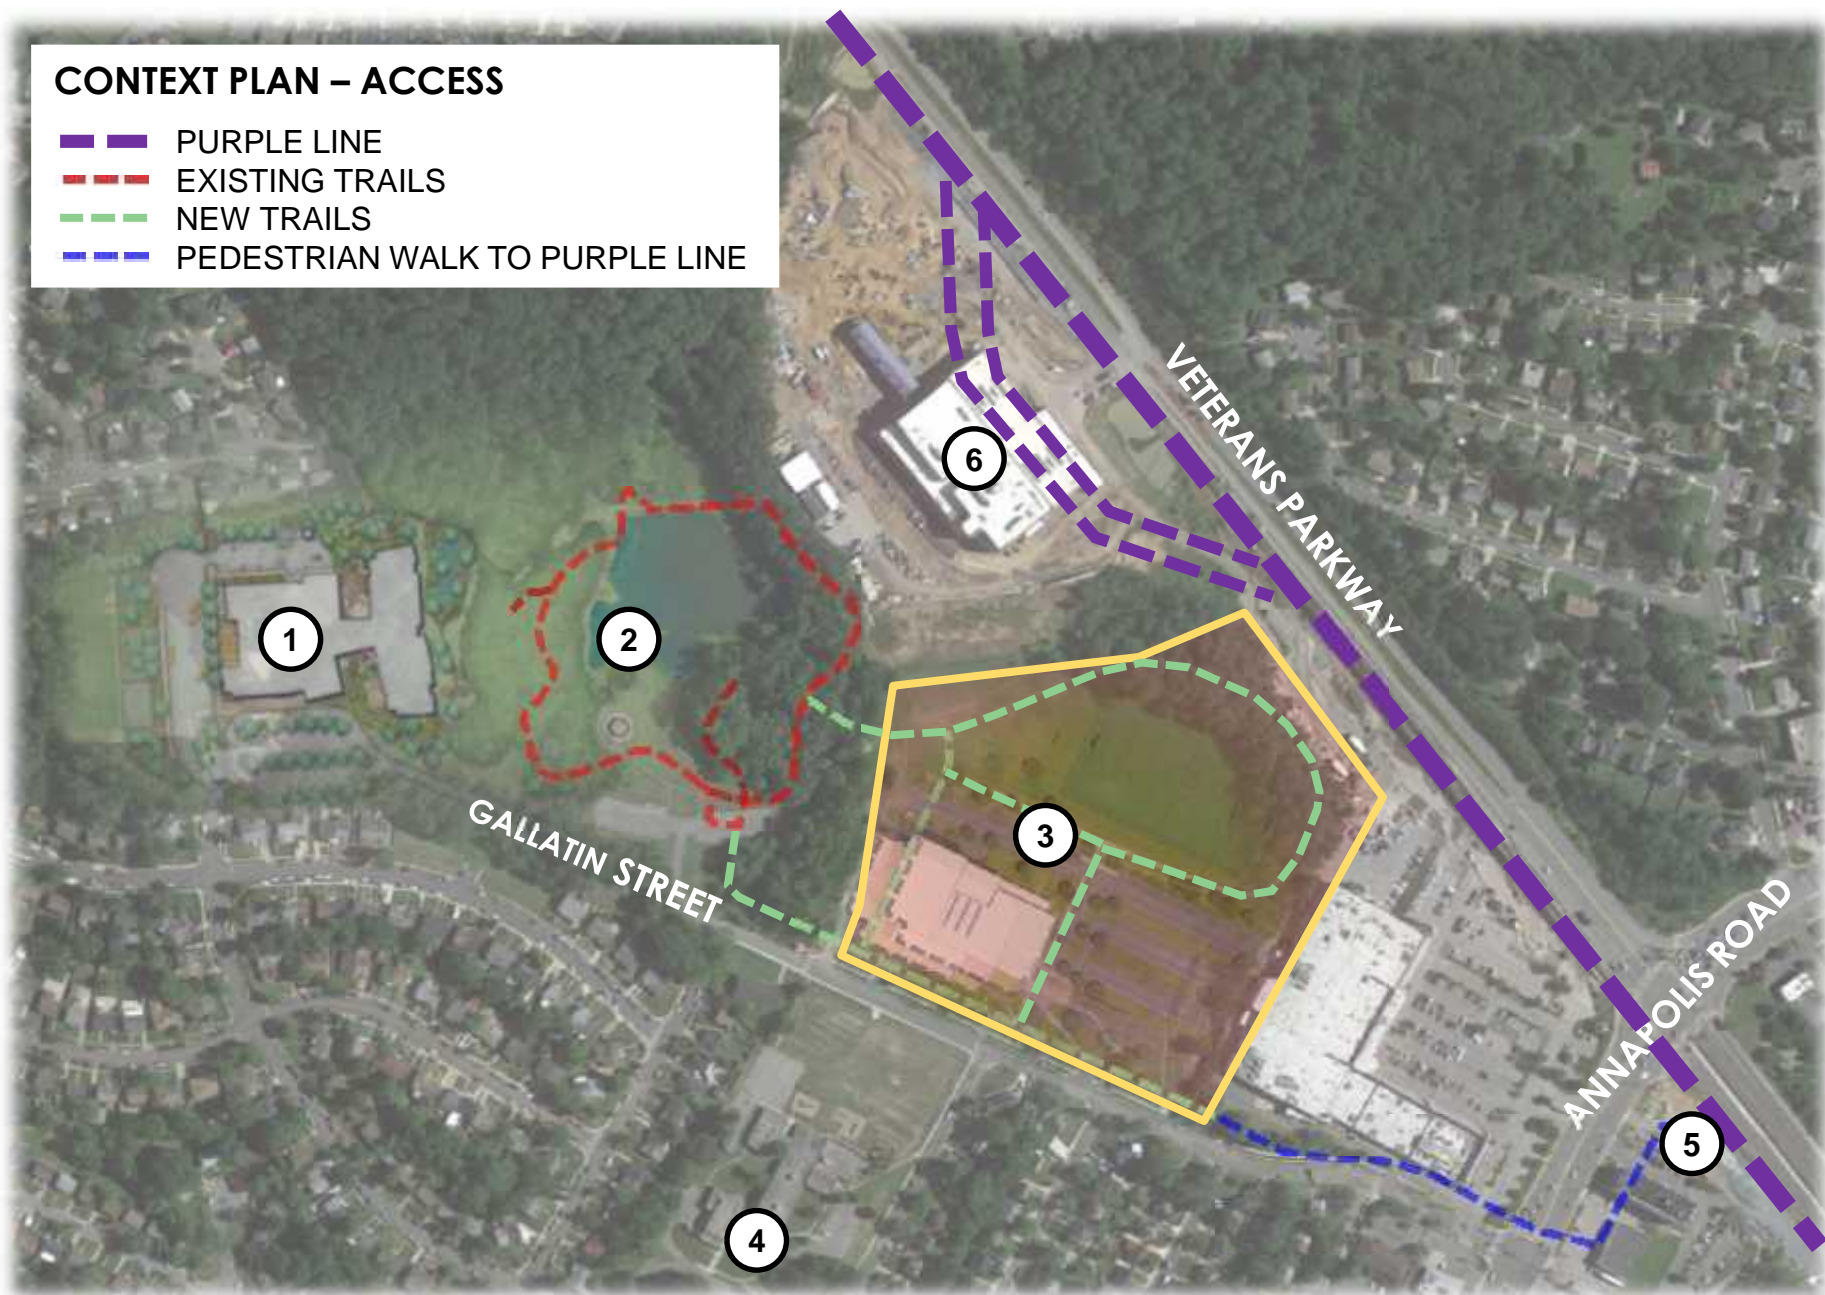 CONTEXT PLAN – ACCESS
PURPLE LINE
EXISTING TRAILS
NEW TRAILS
PEDESTRIAN WALK TO PURPLE LINE
VETERANS PARKWAY
6
1
2
3
GALLATIN STREET
ANNAPOLIS ROAD
5
4